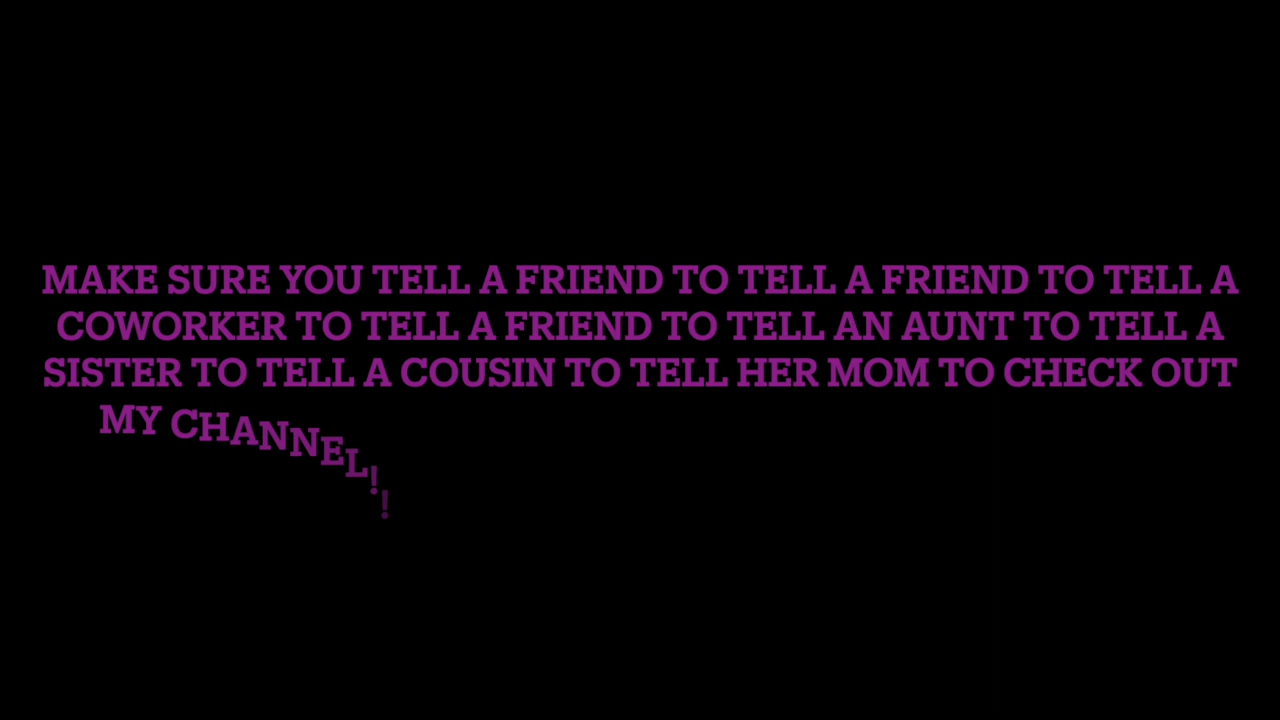 MAKE SURE YOU TELL A FRIEND TO TELL A FRIEND TO TELL A
COWORKER TO TELL A FRIEND TO TELL AN AUNT TO TELL A
SISTER TO TELL A COUSIN TO TELL HER MOM TO CHECK OUT
MY CHANNEL!!